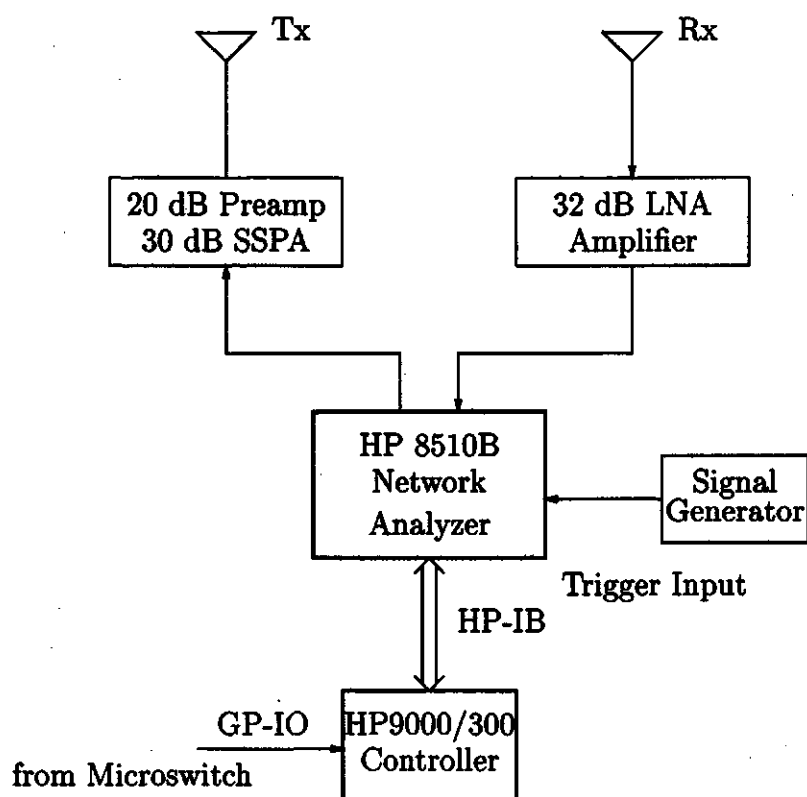 Tx
Rx
20 dB Preamp
30 dB SSPA
32 dB LNA
Amplifier
HP 8510B
Network
Analyzer
Signal
Generator
Trigger Input
HP-IB
GP-IO
from Microswitch
HP9000/300
Controller